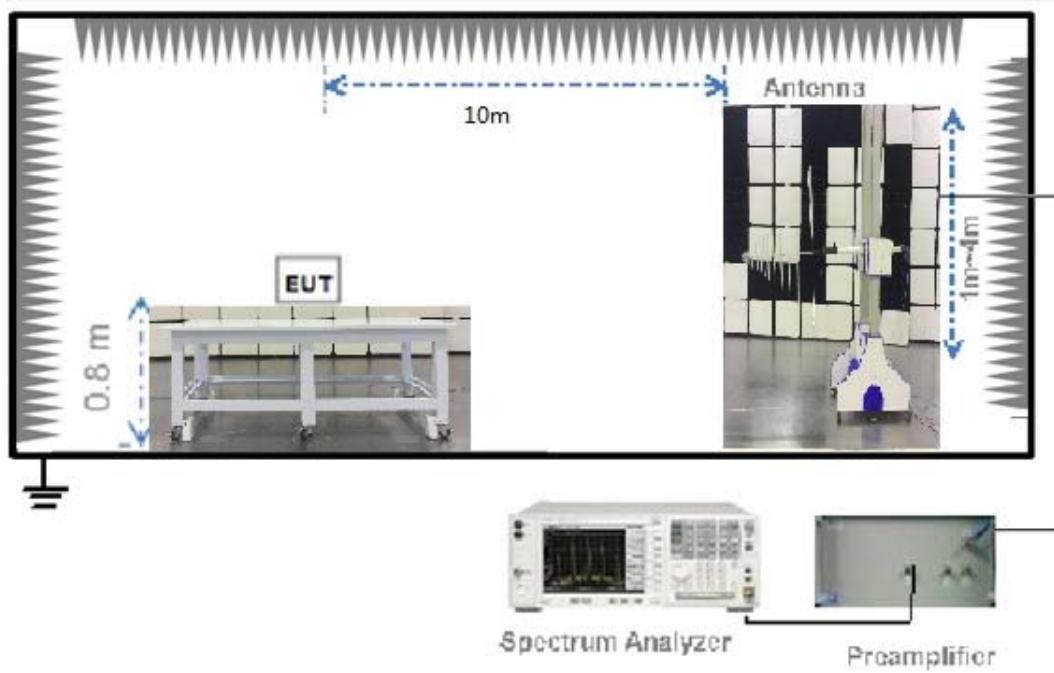 Antenna
10m
1m~4m
EUT
0.8 m
Spectrum Analyzer
Preamplifier